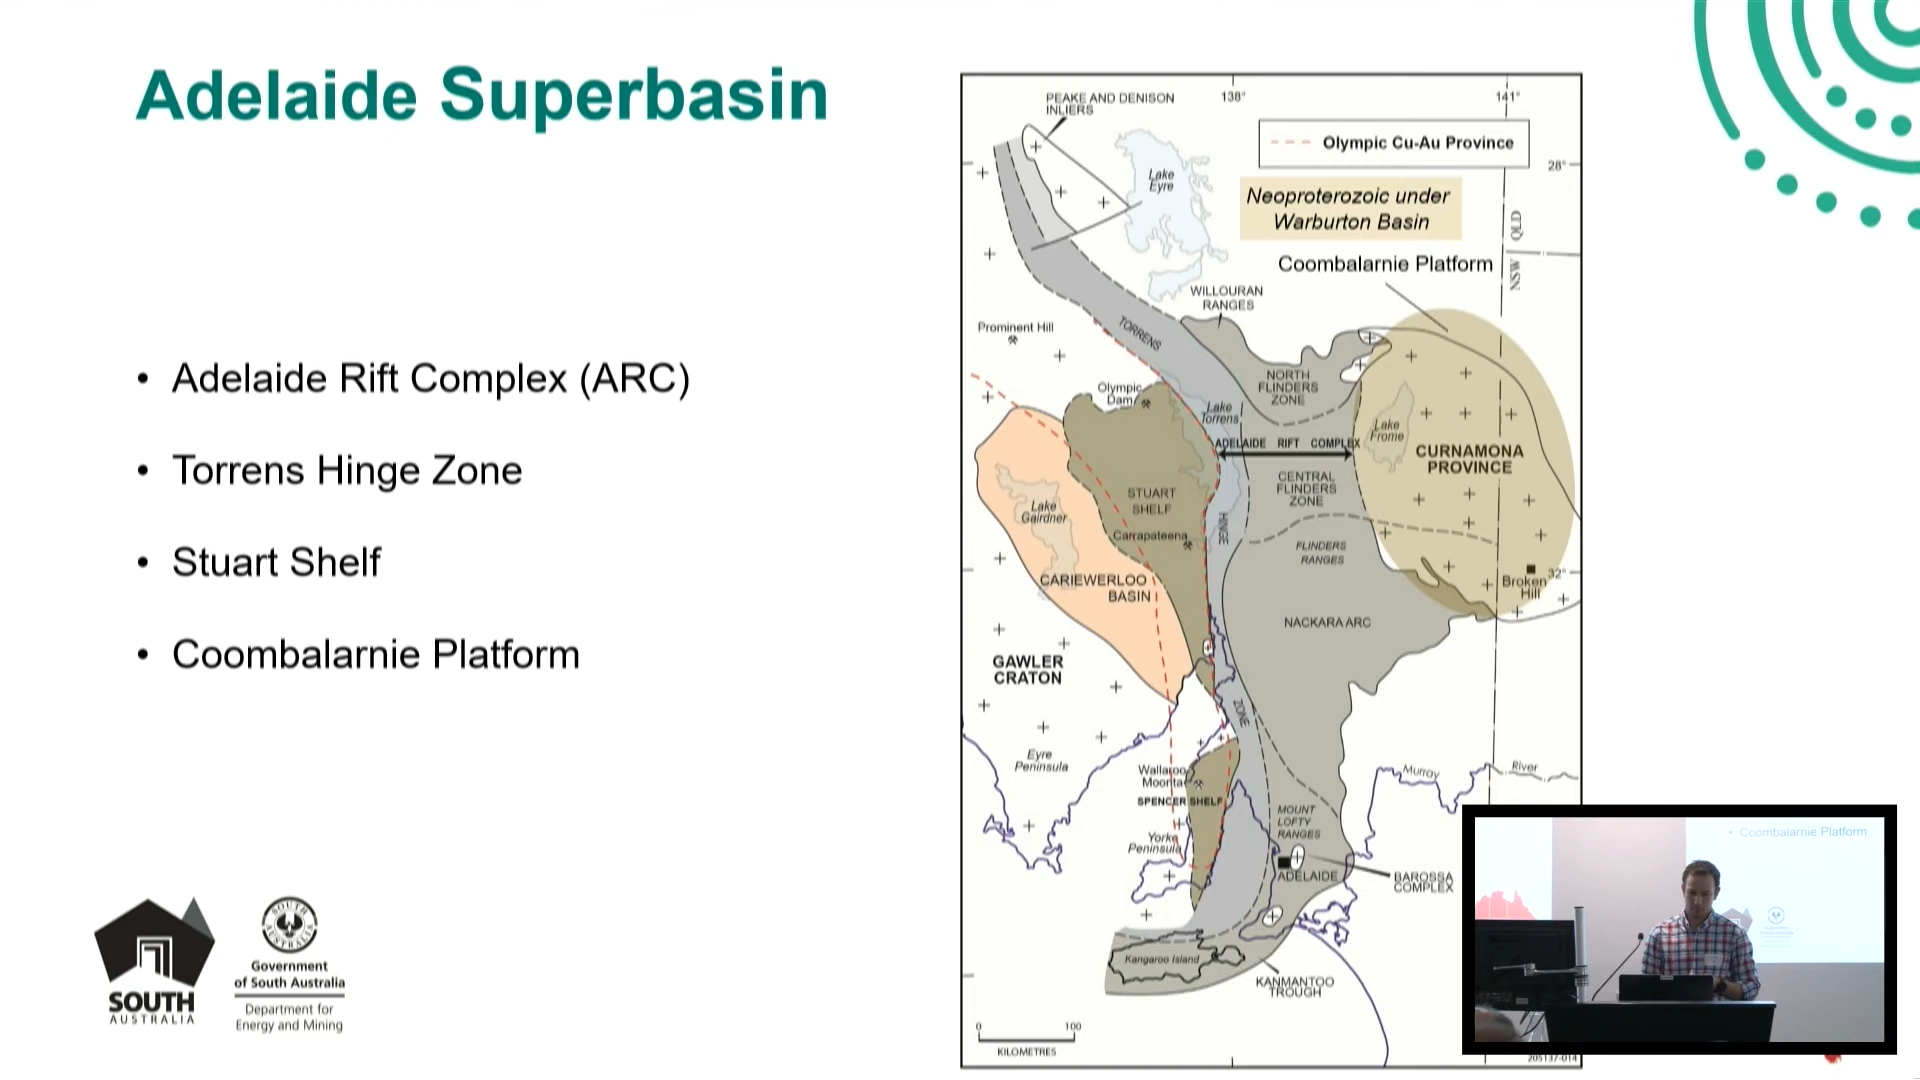 Adelaide Superbasin
• Adelaide Rift Complex (ARC)
• Torrens Hinge Zone
• Stuart Shelf
• Coombalarnie Platform
SOUTH
AUSTRALIA
SOUTH
AUSTRALIA
Government
of South Australia
Department for
Energy and Mining
PEAKE AND DENISON
INLIERS
138°
141°
Olympic Cu-Au Province
28°
Lake
Eyre
Neoproterozoic under
Warburton Basin
QLD
NSW
Coombalarnie Platform
WILLOURAN
RANGES
Prominent Hill
TORRENS
NORTH
FLINDERS
ZONE
Olympic
Dam
Lake
Torrens
Lake
Frome
ADELAIDE RIFT COMPLEX
CURNAMONA
PROVINCE
CENTRAL
FLINDERS
ZONE
STUART
SHELF
Lake
Gairdner
HINGE
Carrapateena
FLINDERS
RANGES
CARIEWERLOO
BASIN
Broken
Hill
32°
NACKARA ARC
GAWLER
CRATON
ZONE
Eyre
Peninsula
Wallaroo
Moonta
Murray
River
SPENCER SHELF
MOUNT
LOFTY
RANGES
Yorke
Peninsula
ADELAIDE
BAROSSA
COMPLEX
Kangaroo Island
KANMANTOO
TROUGH
0
100
KILOMETRES
205137-014
• Coombalarnie Platform